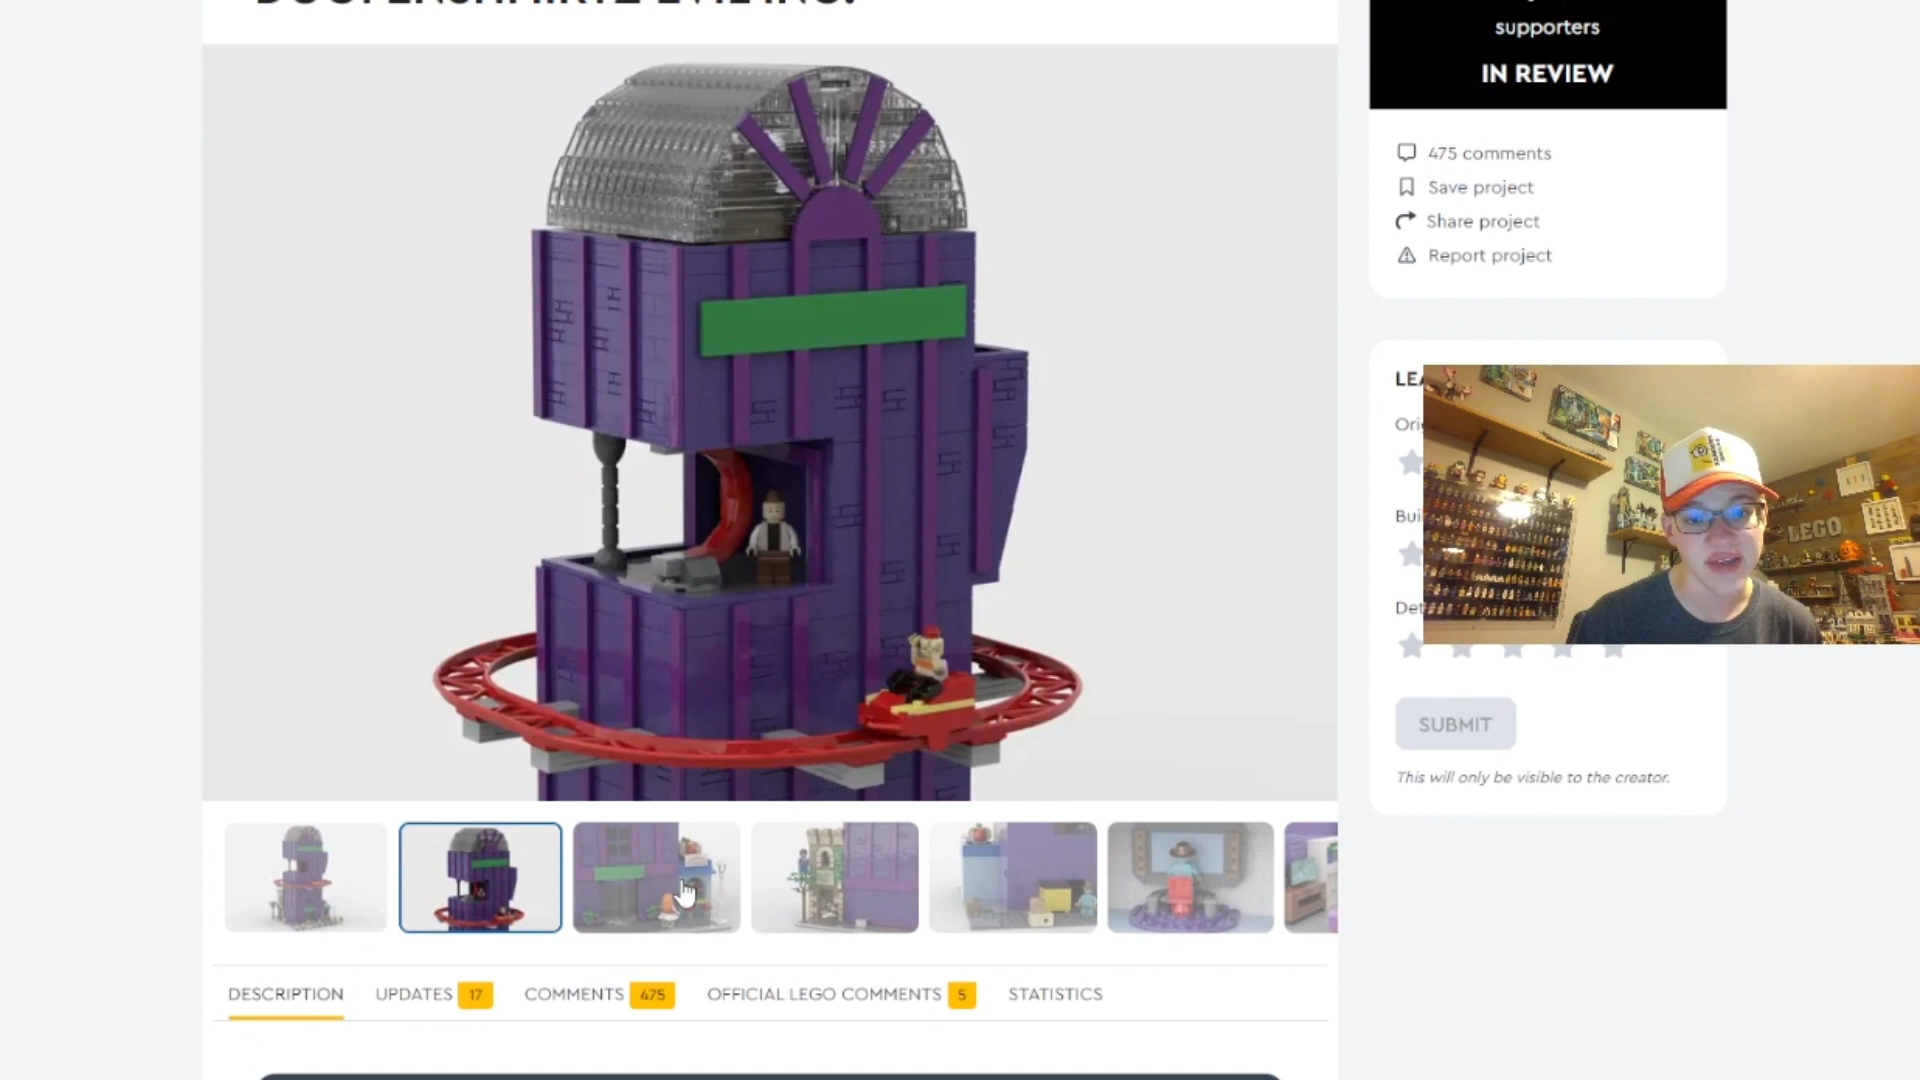 supporters
IN REVIEW
475 comments
Save project
Share project
Report project
LEGO
SUBMIT
This will only be visible to the creator.
DESCRIPTION
UPDATES 17
COMMENTS 475
OFFICIAL LEGO COMMENTS 5
STATISTICS